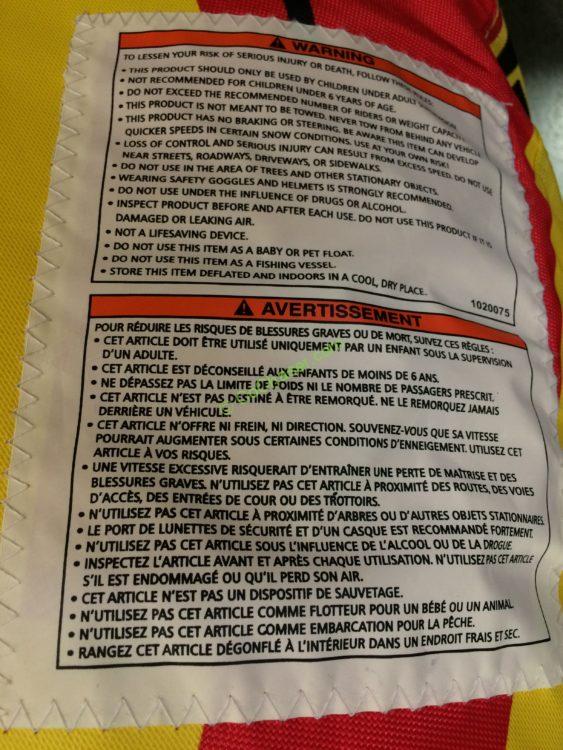 WARNING
TO LESSEN YOUR RISK OF SERIOUS INJURY OR DEATH, FOLLOW THESE RULES:
• THIS PRODUCT SHOULD ONLY BE USED BY CHILDREN UNDER ADULT SUPERVISION
• NOT RECOMMENDED FOR CHILDREN UNDER 6 YEARS OF AGE.
• DO NOT EXCEED THE RECOMMENDED NUMBER OF RIDERS OR WEIGHT CAPACITY
• THIS PRODUCT IS NOT MEANT TO BE TOWED. NEVER TOW FROM BEHIND ANY VEHICLE
• THIS PRODUCT HAS NO BRAKING OR STEERING. BE AWARE THIS ITEM CAN DEVELOP
QUICKER SPEEDS IN CERTAIN SNOW CONDITIONS. USE AT YOUR OWN RISK!
• LOSS OF CONTROL AND SERIOUS INJURY CAN RESULT FROM EXCESS SPEED. DO NOT USE
NEAR STREETS, ROADWAYS, DRIVEWAYS, OR SIDEWALKS.
• DO NOT USE IN THE AREA OF TREES AND OTHER STATIONARY OBJECTS.
• WEARING SAFETY GOGGLES AND HELMETS IS STRONGLY RECOMMENDED.
• DO NOT USE UNDER THE INFLUENCE OF DRUGS OR ALCOHOL.
• INSPECT PRODUCT BEFORE AND AFTER EACH USE. DO NOT USE THIS PRODUCT IF IT IS
DAMAGED OR LEAKING AIR.
• NOT A LIFESAVING DEVICE.
• DO NOT USE THIS ITEM AS A BABY OR PET FLOAT.
• DO NOT USE THIS ITEM AS A FISHING VESSEL.
• STORE THIS ITEM DEFLATED AND INDOORS IN A COOL, DRY PLACE.
1020075
AVERTISSEMENT
POUR RÉDUIRE LES RISQUES DE BLESSURES GRAVES OU DE MORT, SUIVEZ CES RÈGLES :
• CET ARTICLE DOIT ÊTRE UTILISÉ UNIQUEMENT PAR UN ENFANT SOUS LA SUPERVISION
D'UN ADULTE.
• CET ARTICLE EST DÉCONSEILLÉ AUX ENFANTS DE MOINS DE 6 ANS.
• NE DÉPASSEZ PAS LA LIMITE DE POIDS NI LE NOMBRE DE PASSAGERS PRESCRIT.
• CET ARTICLE N'EST PAS DESTINÉ À ÊTRE REMORQUÉ. NE LE REMORQUEZ JAMAIS
DERRIÈRE UN VÉHICULE.
• CET ARTICLE N'OFFRE NI FREIN, NI DIRECTION. SOUVENEZ-VOUS QUE SA VITESSE
POURRAIT AUGMENTER SOUS CERTAINES CONDITIONS D'ENNEIGEMENT. UTILISEZ CET
ARTICLE À VOS RISQUES.
• UNE VITESSE EXCESSIVE RISQUERAIT D'ENTRAÎNER UNE PERTE DE MAÎTRISE ET DES
BLESSURES GRAVES. N'UTILISEZ PAS CET ARTICLE À PROXIMITÉ DES ROUTES, DES VOIES
D'ACCÈS, DES ENTRÉES DE COUR OU DES TROTTOIRS.
• N'UTILISEZ PAS CET ARTICLE À PROXIMITÉ D'ARBRES OU D'AUTRES OBJETS STATIONNAIRES.
• LE PORT DE LUNETTES DE SÉCURITÉ ET D'UN CASQUE EST RECOMMANDÉ FORTEMENT.
• N'UTILISEZ PAS CET ARTICLE SOUS L'INFLUENCE DE L'ALCOOL OU DE LA DROGUE.
• INSPECTEZ L'ARTICLE AVANT ET APRÈS CHAQUE UTILISATION. N'UTILISEZ PAS CET ARTICLE
S'IL EST ENDOMMAGÉ OU QU'IL PERD SON AIR.
• CET ARTICLE N'EST PAS UN DISPOSITIF DE SAUVETAGE.
• N'UTILISEZ PAS CET ARTICLE COMME FLOTTEUR POUR UN BÉBÉ OU UN ANIMAL.
• N'UTILISEZ PAS CET ARTICLE COMME EMBARCATION POUR LA PÊCHE.
• RANGEZ CET ARTICLE DÉGONFLÉ À L'INTÉRIEUR DANS UN ENDROIT FRAIS ET SEC.